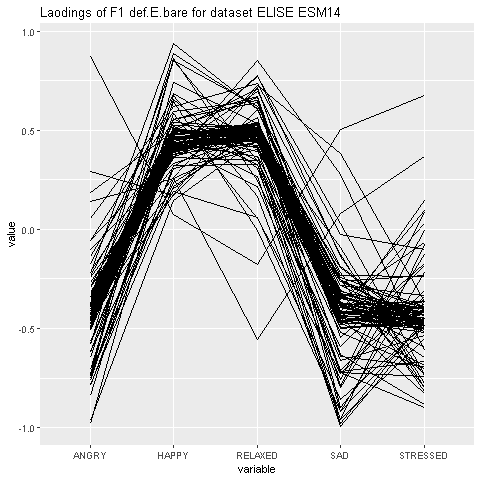 Laodings of F1 def.E.bare for dataset ELISE ESM14
1.0
0.5
0.0
-0.5
-1.0
value
ANGRY HAPPY RELAXED SAD STRESSED
variable